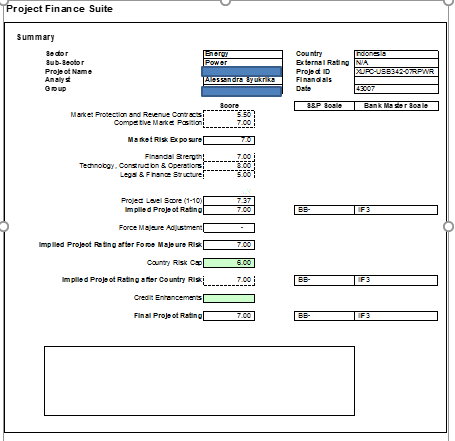 Project Finance Suite
Summary
Sector Energy Country Indonesia
Sub-Sector Power External Rating N/A
Project Name Project ID XUPC-USB342-07RPWR
Analyst Alessandra Syukrika Financials
Group Date 43007
Score S&P Scale Bank Master Scale
Market Protection and Revenue Contracts 5.50
Competitive Market Position 7.00
Market Risk Exposure 7.0
Financial Strength 7.00
Technology, Construction & Operations 8.00
Legal & Finance Structure 5.00
Project Level Score (1-10) 7.37
Implied Project Rating 7.00 BB- IF3
Force Majeure Adjustment -
Implied Project Rating after Force Majeure Risk 7.00
Country Risk Cap 6.00
Implied Project Rating after Country Risk 7.00 BB- IF3
Credit Enhancements
Final Project Rating 7.00 BB- IF3